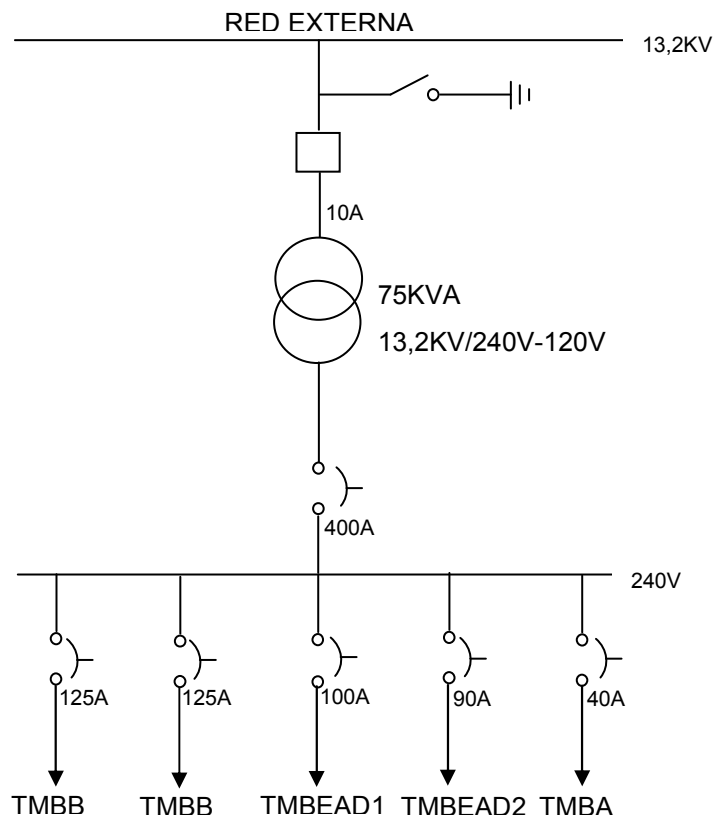 RED EXTERNA
13,2KV
10A
75KVA
13,2KV/240V-120V
400A
240V
125A 125A 100A 90A 40A
TMBB TMBB TMBEAD1 TMBEAD2 TMBA